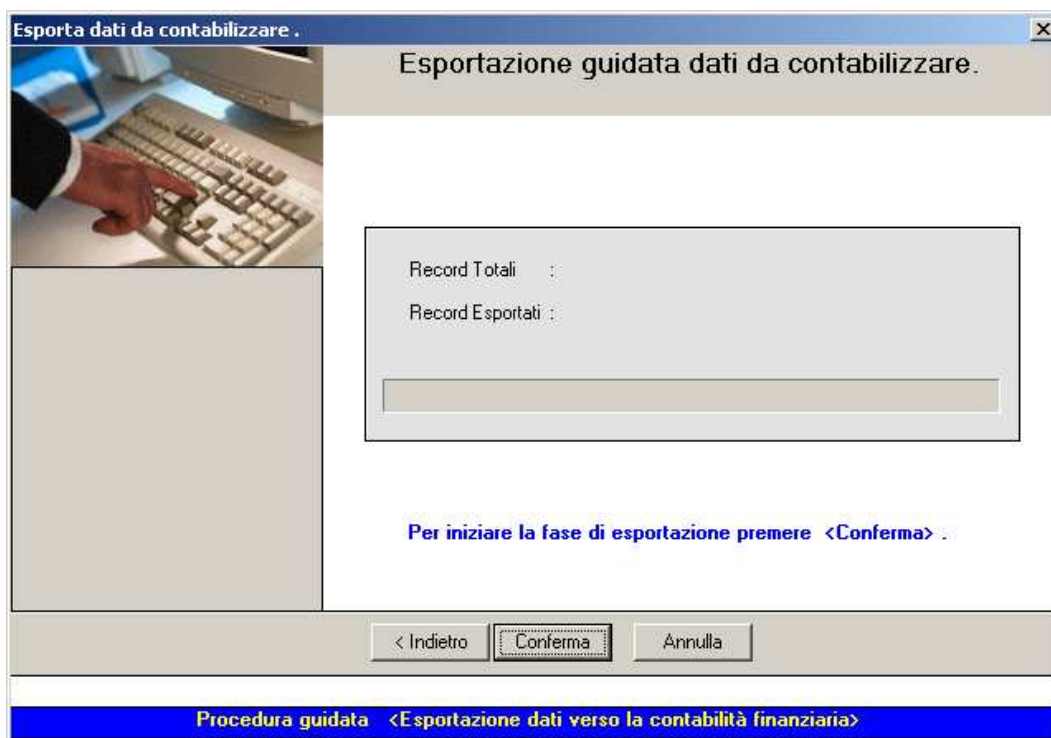 Esporta dati da contabilizzare .
Esportazione guidata dati da contabilizzare.
Record Totali :
Record Esportati :
Per iniziare la fase di esportazione premere <Conferma> .
< Indietro
Conferma
Annulla
Procedura guidata <Esportazione dati verso la contabilità finanziaria>